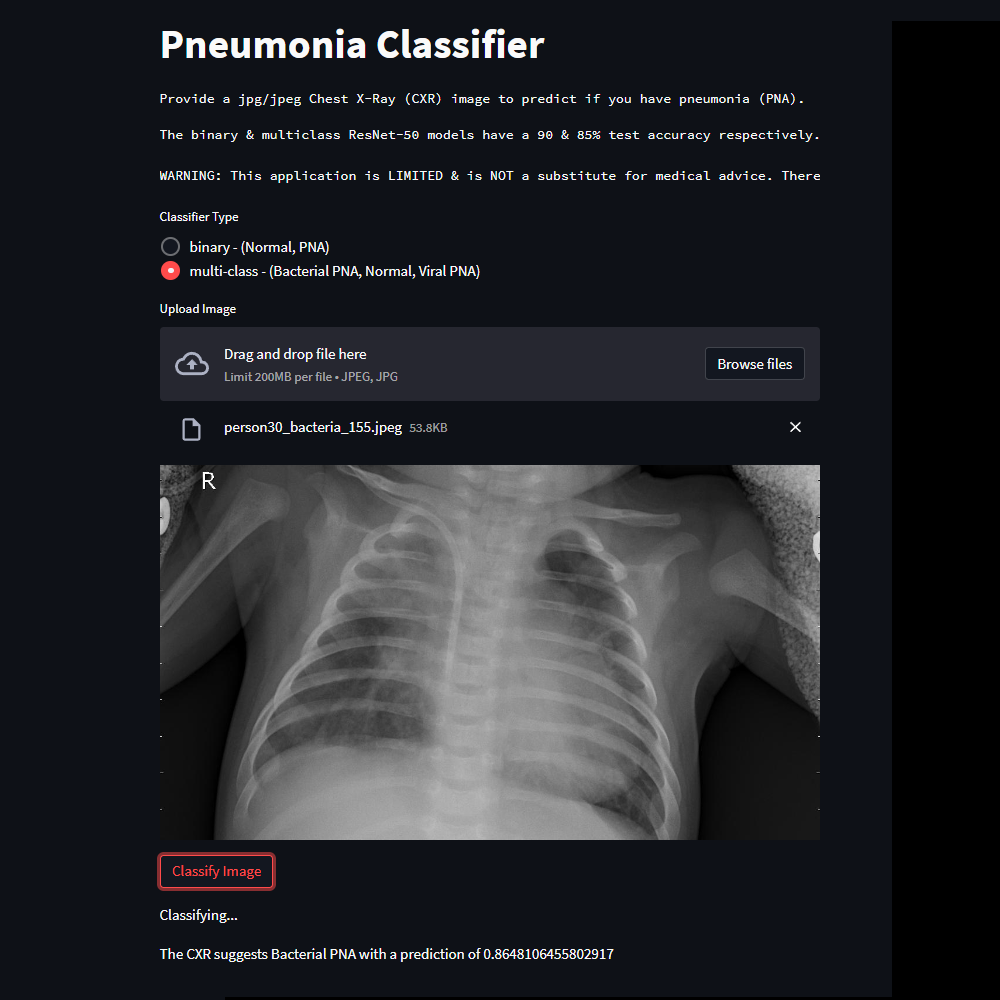 Pneumonia Classifier
Provide a jpg/jpeg Chest X-Ray (CXR) image to predict if you have pneumonia (PNA).
The binary & multiclass ResNet-50 models have a 90 & 85% test accuracy respectively.
WARNING: This application is LIMITED & is NOT a substitute for medical advice. There
Classifier Type
binary - (Normal, PNA)
multi-class - (Bacterial PNA, Normal, Viral PNA)
Upload Image
Drag and drop file here
Limit 200MB per file • JPEG, JPG
Browse files
person30_bacteria_155.jpeg 53.8KB
R
Classify Image
Classifying...
The CXR suggests Bacterial PNA with a prediction of 0.8648106455802917